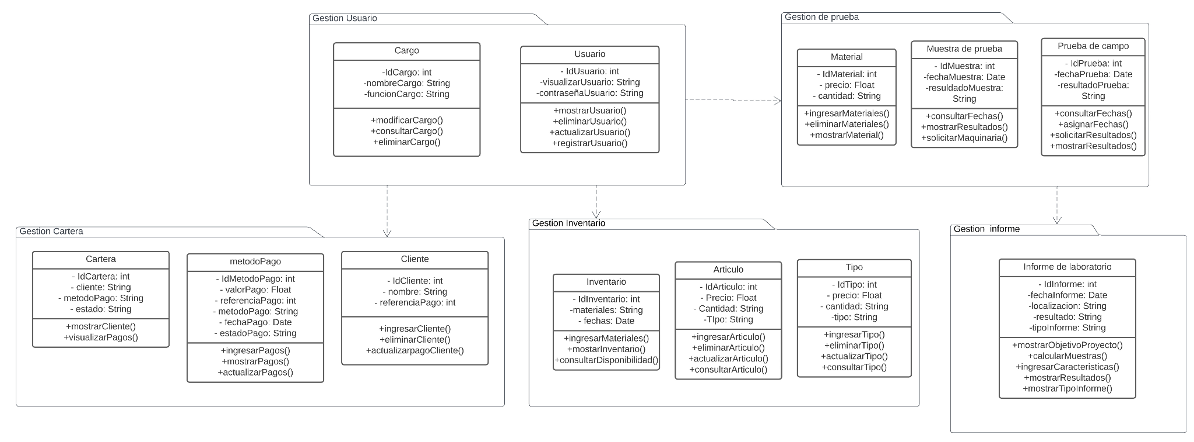 Gestion Usuario
Cargo
-IdCargo: int
-nombreCargo: String
-funcionCargo: String
+modificarCargo()
+consultarCargo()
+eliminarCargo()
Usuario
- IdUsuario: int
-visualizarUsuario: String
-contraseñaUsuario: String
+mostrarUsuario()
+eliminarUsuario()
+actualizarUsuario()
+registrarUsuario()
Gestion de prueba
Material
- IdMaterial: int
- precio: Float
- cantidad: String
+ingresarMateriales()
+eliminarMateriales()
+mostrarMaterial()
Muestra de prueba
- IdMuestra: int
-fechaMuestra: Date
-resuldadoMuestra:
String
+consultarFechas()
+mostrarResultados()
+solicitarMaquinaria()
Prueba de campo
- IdPrueba: int
-fechaPrueba: Date
-resultadoPrueba:
String
+consultarFechas()
+asignarFechas()
+solicitarResultados()
+mostrarResultados()
Gestion Cartera
Cartera
- IdCartera: int
- cliente: String
- metodoPago: String
- estado: String
+mostrarCliente()
+visualizarPagos()
metodoPago
- IdMetodoPago: int
- valorPago: Float
- referenciaPago: int
- metodoPago: String
- fechaPago: Date
- estadoPago: String
+ingresarPagos()
+mostrarPagos()
+actualizarPagos()
Cliente
- IdCliente: int
- nombre: String
- referenciaPago: int
+ingresarCliente()
+eliminarCliente()
+actualizarpagoCliente()
Gestion Inventario
Inventario
- IdInventario: int
-materiales: String
- fechas: Date
+ingresarMateriales()
+mostarInventario()
+consultarDisponibilidad()
Articulo
- IdArticulo: int
- Precio: Float
- Cantidad: String
-TIpo: String
+ingresarArticulo()
+eliminarArticulo()
+actualizarArticulo()
+consultarArticulo()
Tipo
- IdTipo: int
- precio: Float
- cantidad: String
-tipo: String
+ingresarTipo()
+eliminarTipo()
+actualizarTipo()
+consultarTipo()
Gestion informe
Informe de laboratorio
- IdInforme: int
-fechaInforme: Date
-localizacion: String
-resultado: String
-tipoInforme: String
+mostrarObjetivoProyecto()
+calcularMuestras()
+ingresarCaracteristicas()
+mostrarResultados()
+mostrarTipoInforme()